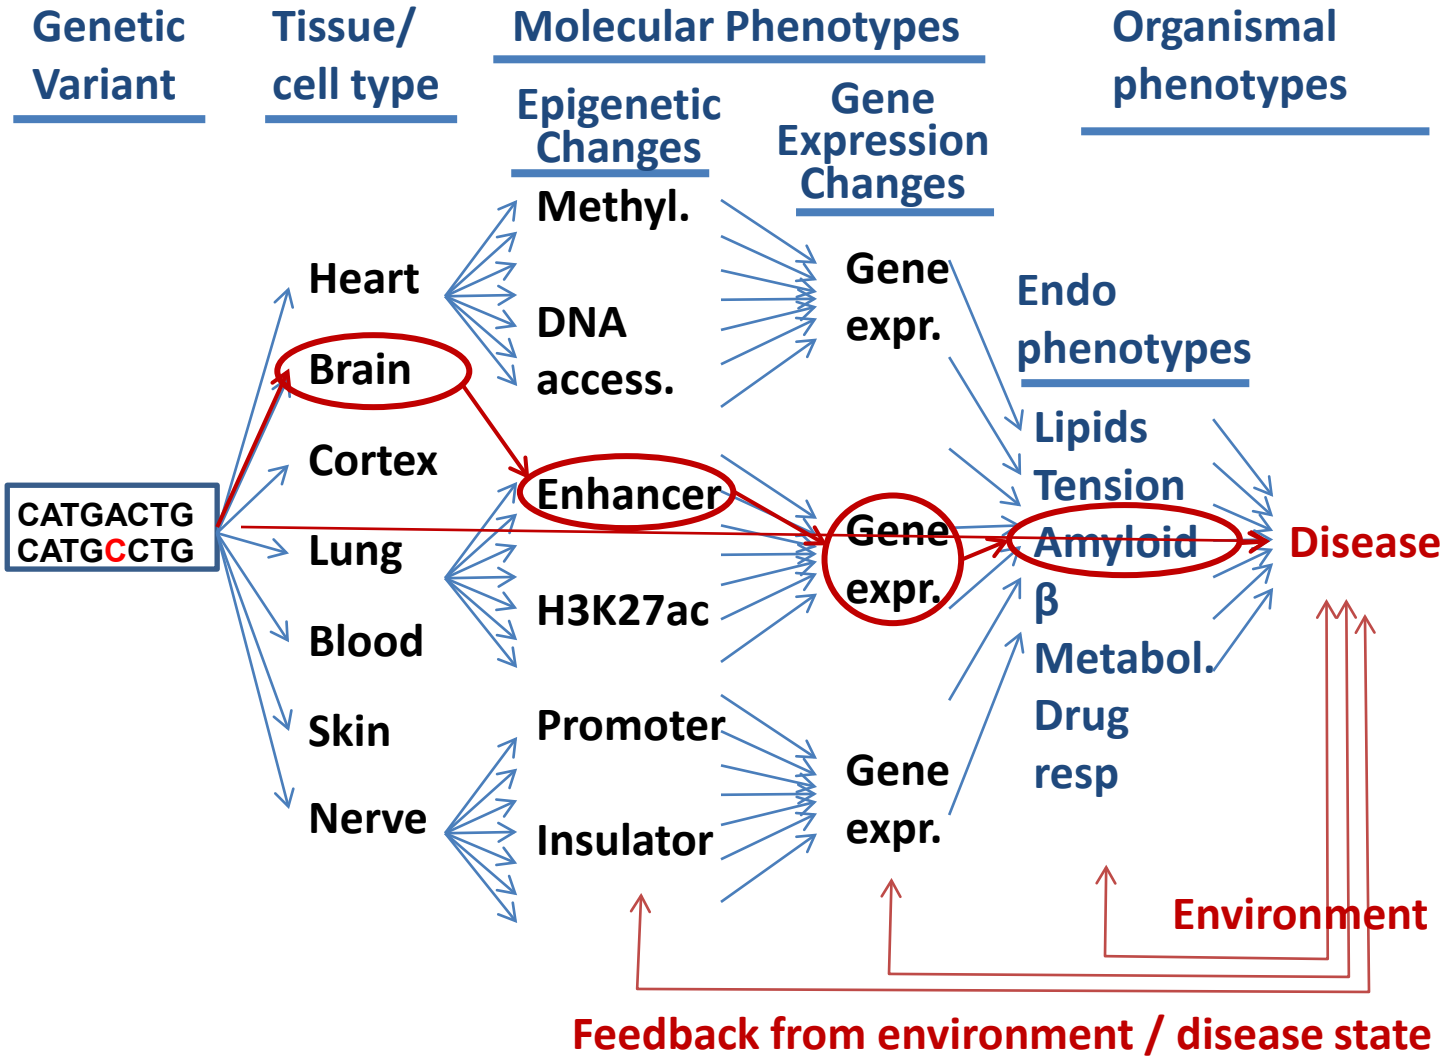 Genetic
Variant
Tissue/
cell type
Molecular Phenotypes
Organismal
phenotypes
Epigenetic
Changes
Gene
Expression
Changes
CATGACTG
CATGCCTG
Heart
Brain
Cortex
Lung
Blood
Skin
Nerve
Methyl.
DNA
access.
Enhancer
H3K27ac
Promoter
Insulator
Gene
expr.
Gene
expr.
Gene
expr.
Endo
phenotypes
Lipids
Tension
Amyloid
β
Metabol.
Drug
resp
Disease
Environment
Feedback from environment / disease state